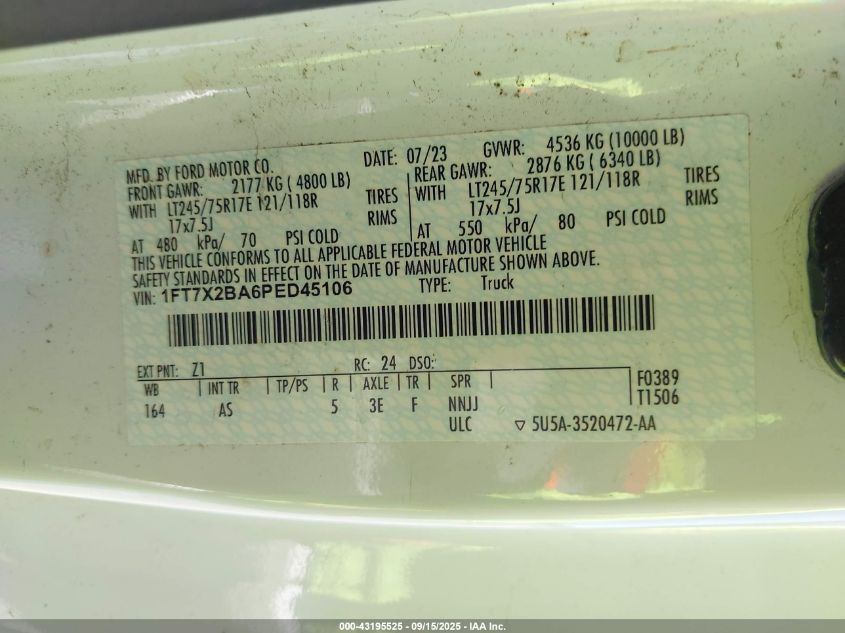 MFD. BY FORD MOTOR CO. DATE: 07/23 GVWR: 4536 KG (10000 LB)
FRONT GAWR: 2177 KG ( 4800 LB) REAR GAWR: 2876 KG ( 6340 LB)
WITH LT245/75R17E 121/118R TIRES WITH LT245/75R17E 121/118R TIRES
17x7.5J RIMS 17x7.5J RIMS
AT 480 kPa/ 70 PSI COLD AT 550 kPa/ 80 PSI COLD
THIS VEHICLE CONFORMS TO ALL APPLICABLE FEDERAL MOTOR VEHICLE
SAFETY STANDARDS IN EFFECT ON THE DATE OF MANUFACTURE SHOWN ABOVE.
VIN: 1FT7X2BA6PED45106 TYPE: Truck
EXT PNT: Z1 RC: 24 DSO:
WB INT TR TP/PS R AXLE TR SPR F0389
164 AS 5 3E F NNJJ T1506
ULC ▽ 5U5A-3520472-AA
000-43195525 - 09/15/2025 - IAA Inc.